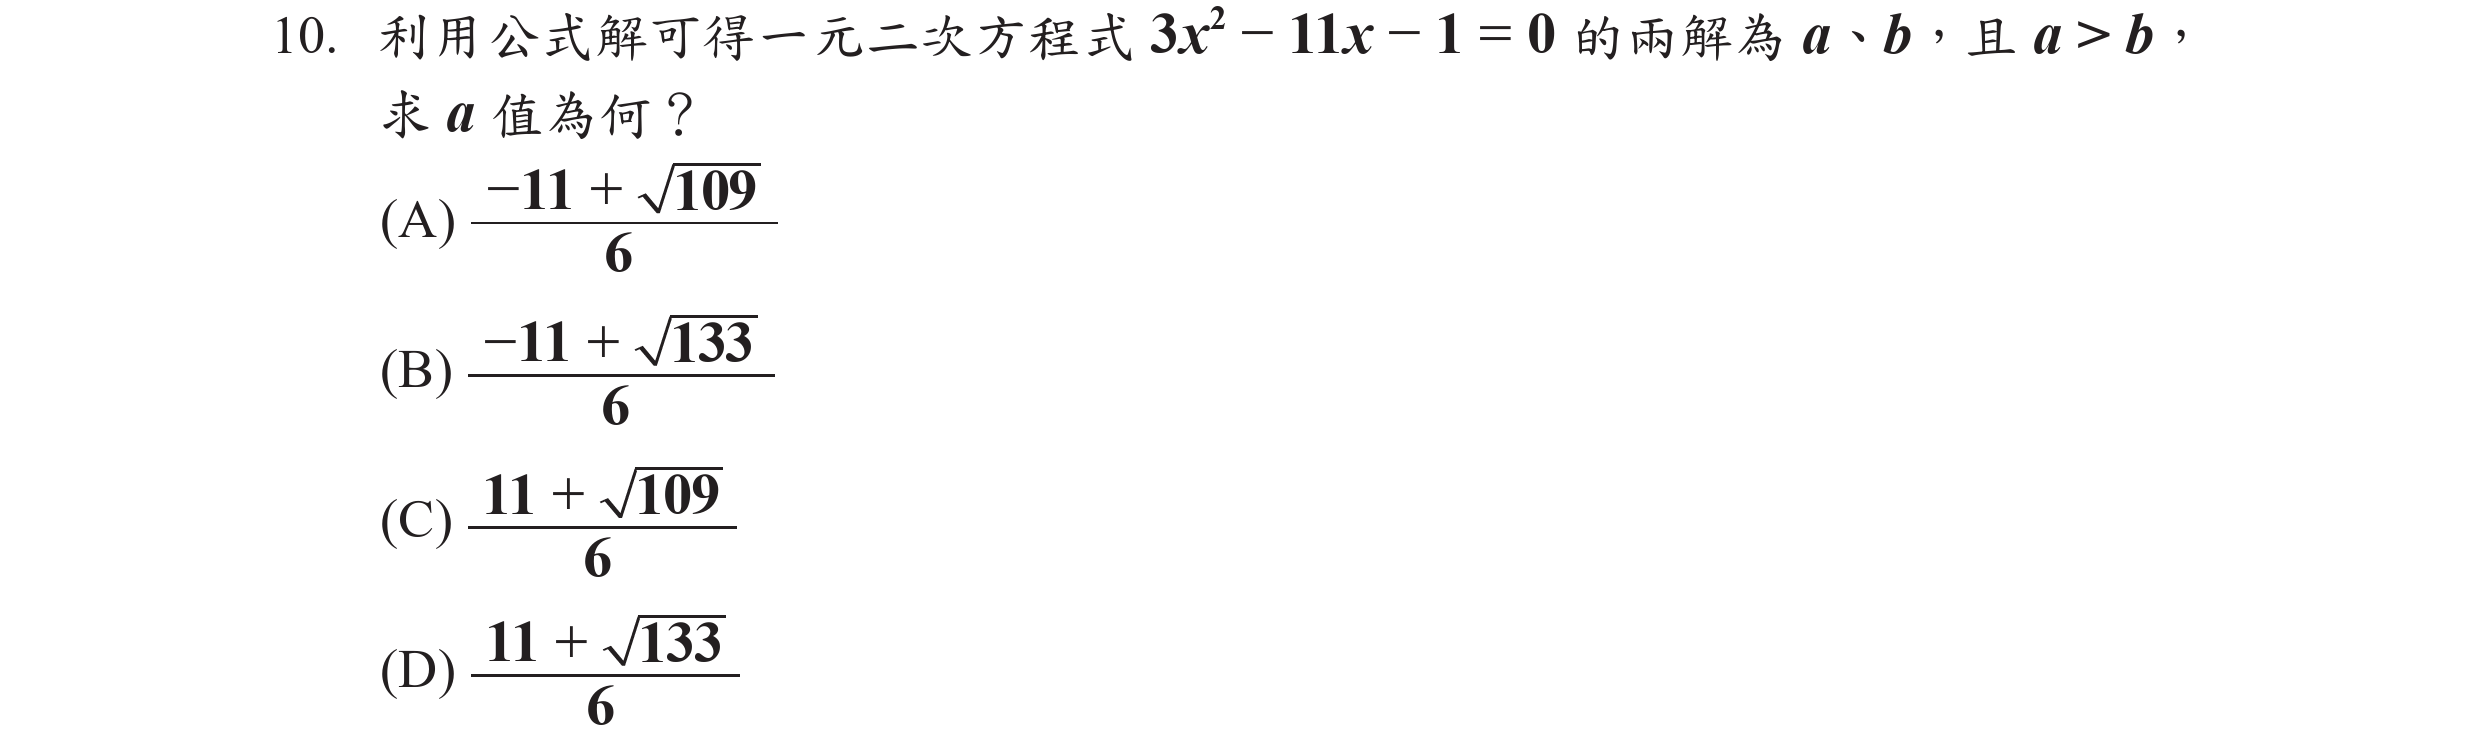 10. 利用公式解可得一元二次方程式 3x² − 11x − 1 = 0 的兩解為 a、b，且 a > b，
求 a 值為何？
(A) \frac{−11 + \sqrt{109}}{6}
(B) \frac{−11 + \sqrt{133}}{6}
(C) \frac{11 + \sqrt{109}}{6}
(D) \frac{11 + \sqrt{133}}{6}